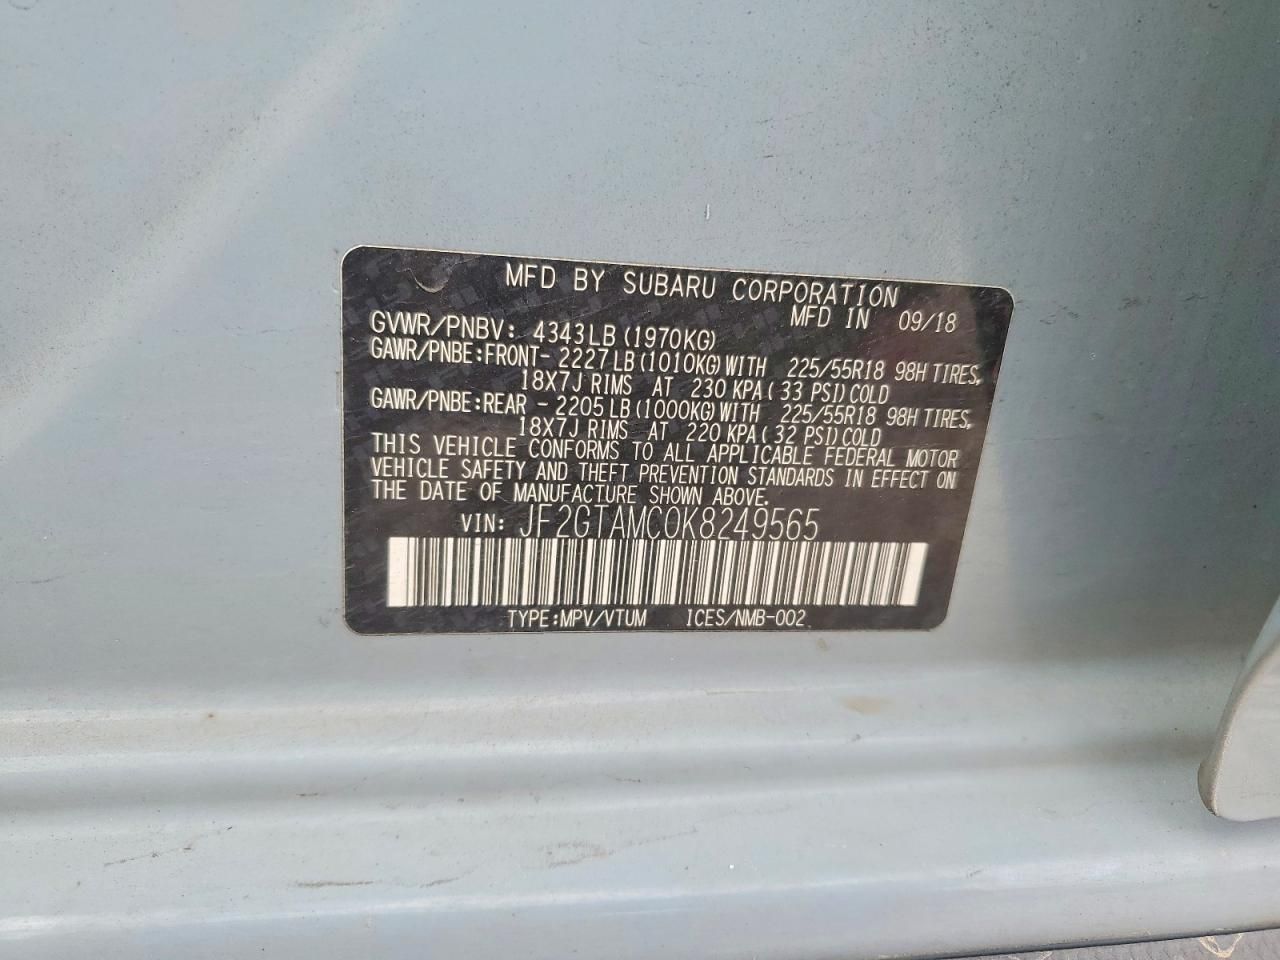 MFD BY SUBARU CORPORATION
MFD IN 09/18
GVWR/PNBV: 4343LB (1970KG)
GAWR/PNBE:FRONT- 2227LB (1010KG) WITH 225/55R18 98H TIRES,
18X7J RIMS AT 230 KPA( 33 PSI) COLD
GAWR/PNBE:REAR - 2205LB (1000KG) WITH 225/55R18 98H TIRES,
18X7J RIMS AT 220 KPA( 32 PSI) COLD
THIS VEHICLE CONFORMS TO ALL APPLICABLE FEDERAL MOTOR
VEHICLE SAFETY AND THEFT PREVENTION STANDARDS IN EFFECT ON
THE DATE OF MANUFACTURE SHOWN ABOVE.
VIN: JF2GTAMC0K8249565
TYPE:MPV/VTUM ICES/NMB-002